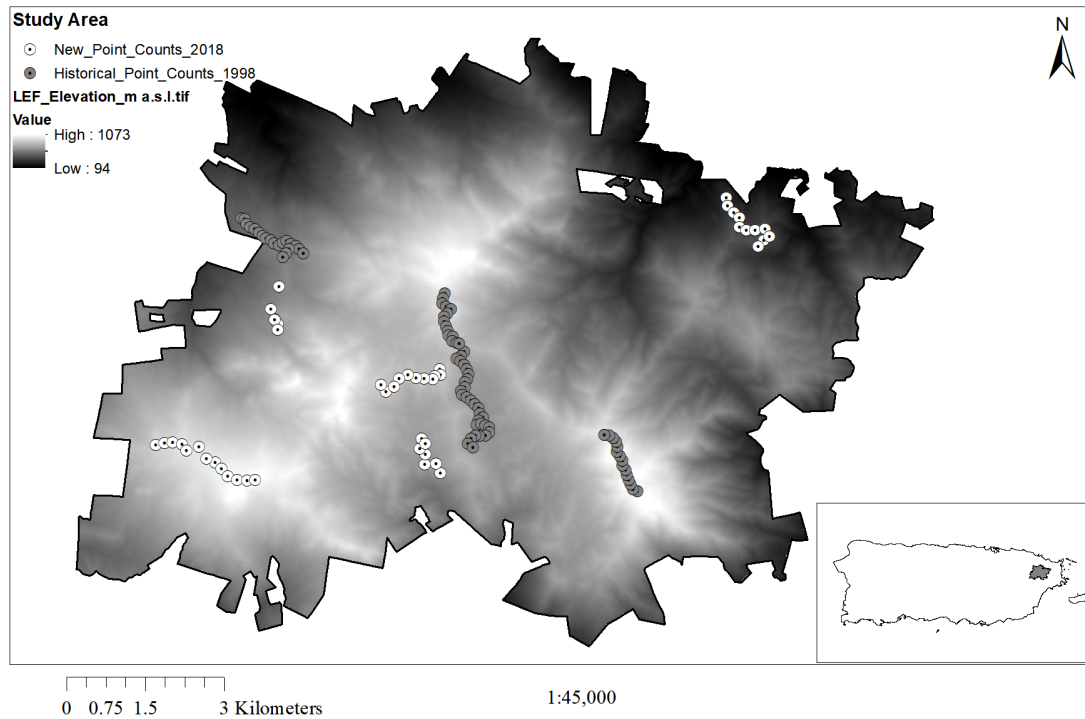 Study Area
New_Point_Counts_2018
Historical_Point_Counts_1998
LEF_Elevation_m a.s.l.tif
Value
High : 1073
Low : 94
N
0 0.75 1.5 3 Kilometers
1:45,000